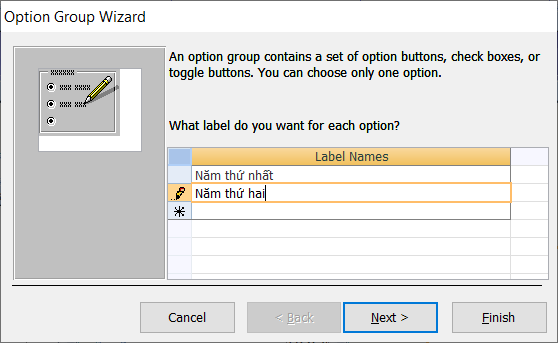 Option Group Wizard
An option group contains a set of option buttons, check boxes, or
toggle buttons. You can choose only one option.
What label do you want for each option?
Label Names
Năm thứ nhất
Năm thứ hai
Cancel
< Back
Next >
Finish